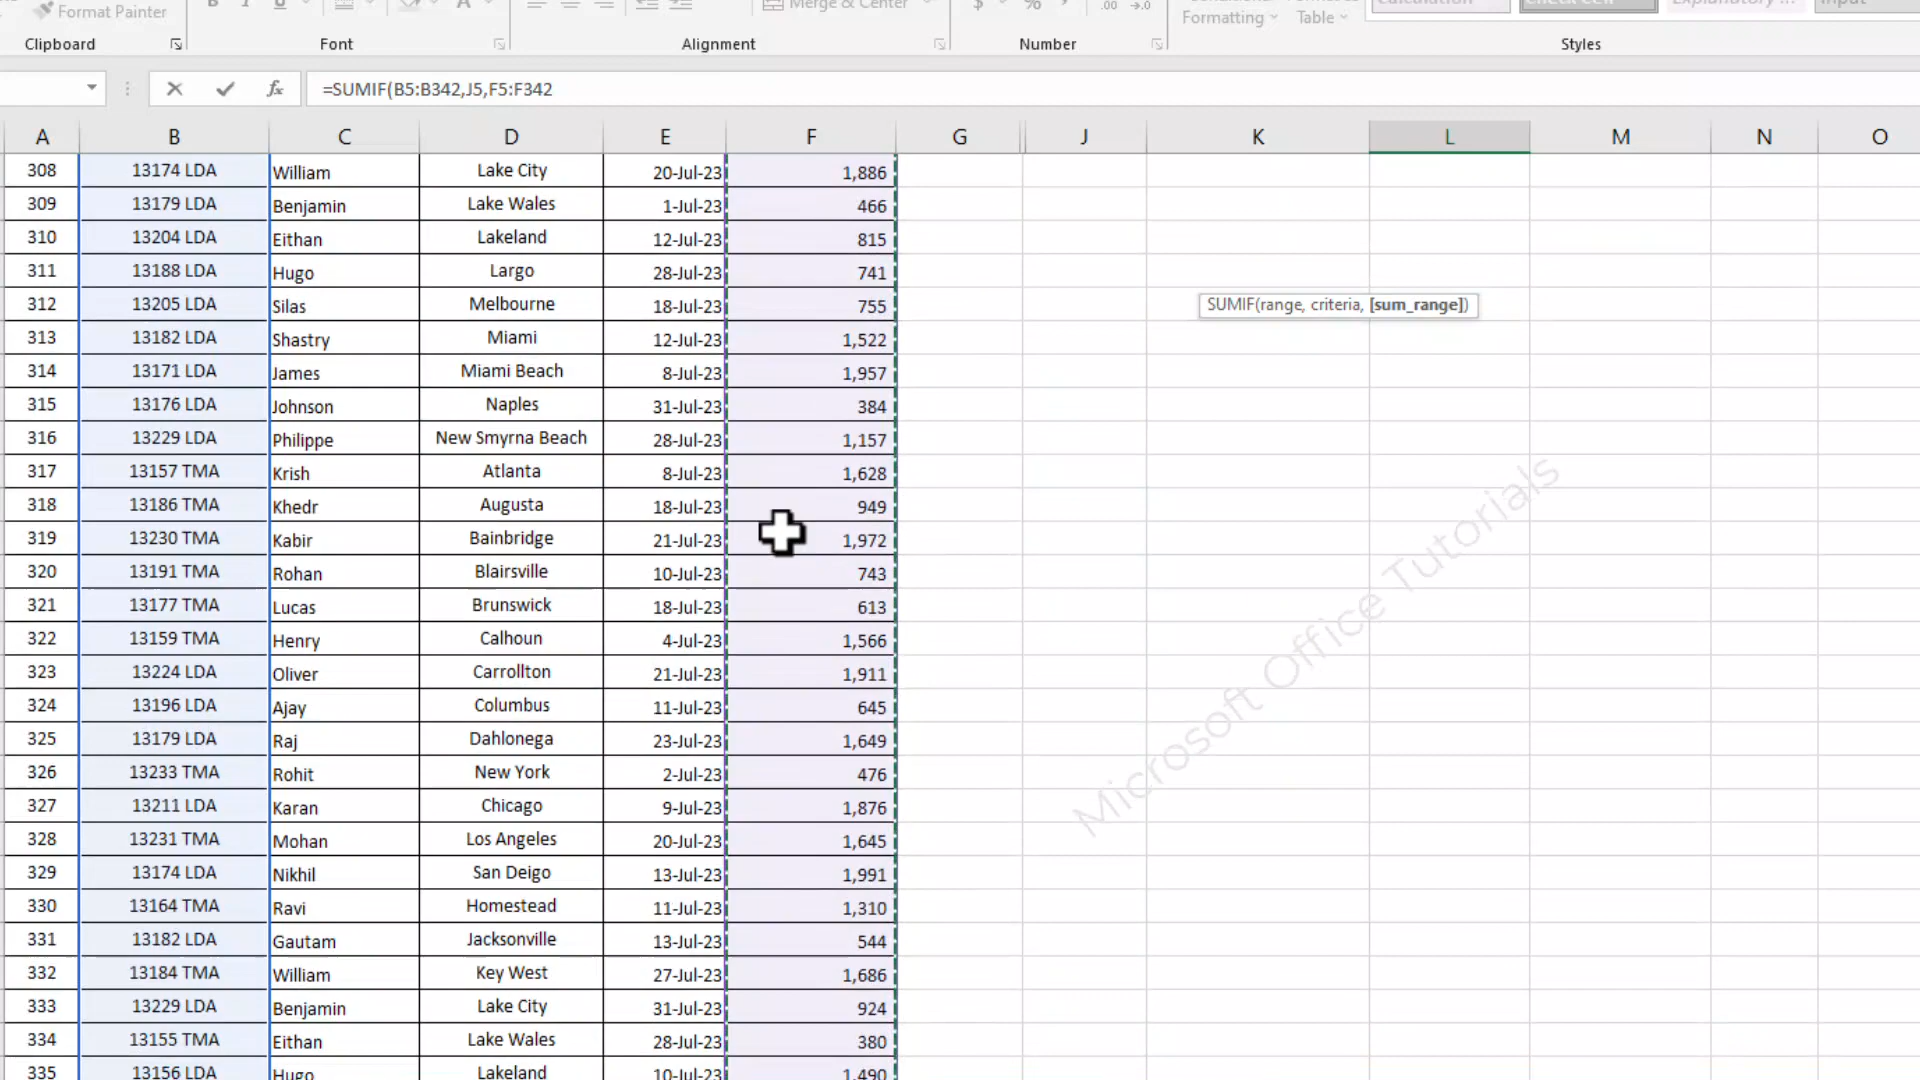 Format Painter
Merge & Center
$ %
Formatting Table
Check Cell
Explanatory ...
Input
Clipboard Font Alignment Number Styles
=SUMIF(B5:B342,J5,F5:F342
A B C D E F G J K L M N O
308 13174 LDA William Lake City 20-Jul-23 1,886
309 13179 LDA Benjamin Lake Wales 1-Jul-23 466
310 13204 LDA Eithan Lakeland 12-Jul-23 815
311 13188 LDA Hugo Largo 28-Jul-23 741
312 13205 LDA Silas Melbourne 18-Jul-23 755
SUMIF(range, criteria, [sum_range])
313 13182 LDA Shastry Miami 12-Jul-23 1,522
314 13171 LDA James Miami Beach 8-Jul-23 1,957
315 13176 LDA Johnson Naples 31-Jul-23 384
316 13229 LDA Philippe New Smyrna Beach 28-Jul-23 1,157
317 13157 TMA Krish Atlanta 8-Jul-23 1,628
318 13186 TMA Khedr Augusta 18-Jul-23 949
319 13230 TMA Kabir Bainbridge 21-Jul-23 1,972
320 13191 TMA Rohan Blairsville 10-Jul-23 743
321 13177 TMA Lucas Brunswick 18-Jul-23 613
322 13159 TMA Henry Calhoun 4-Jul-23 1,566
323 13224 LDA Oliver Carrollton 21-Jul-23 1,911
324 13196 LDA Ajay Columbus 11-Jul-23 645
325 13179 LDA Raj Dahlonega 23-Jul-23 1,649
326 13233 TMA Rohit New York 2-Jul-23 476
327 13211 LDA Karan Chicago 9-Jul-23 1,876
328 13231 TMA Mohan Los Angeles 20-Jul-23 1,645
329 13174 LDA Nikhil San Deigo 13-Jul-23 1,991
330 13164 TMA Ravi Homestead 11-Jul-23 1,310
331 13182 LDA Gautam Jacksonville 13-Jul-23 544
332 13184 TMA William Key West 27-Jul-23 1,686
333 13229 LDA Benjamin Lake City 31-Jul-23 924
334 13155 TMA Eithan Lake Wales 28-Jul-23 380
335 13156 LDA Hugo Lakeland 10-Jul-23 1,490
Microsoft Office Tutorials